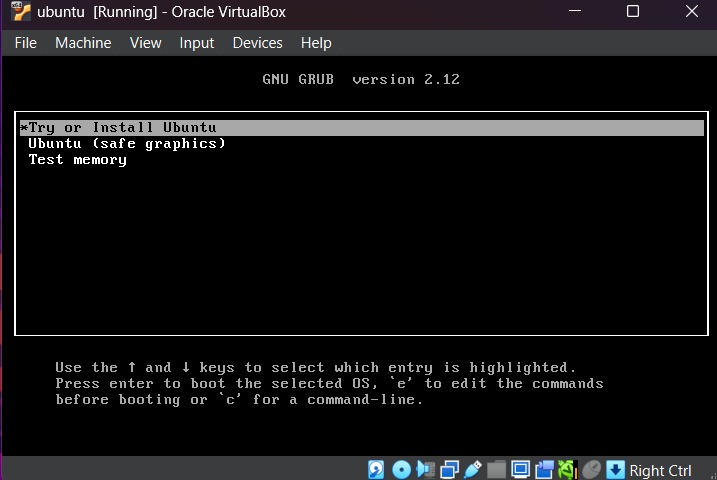 ubuntu [Running] - Oracle VirtualBox
File Machine View Input Devices Help
GNU GRUB version 2.12
*Try or Install Ubuntu
Ubuntu (safe graphics)
Test memory
Use the ↑ and ↓ keys to select which entry is highlighted.
Press enter to boot the selected OS, `e' to edit the commands
before booting or `c' for a command-line.
Right Ctrl